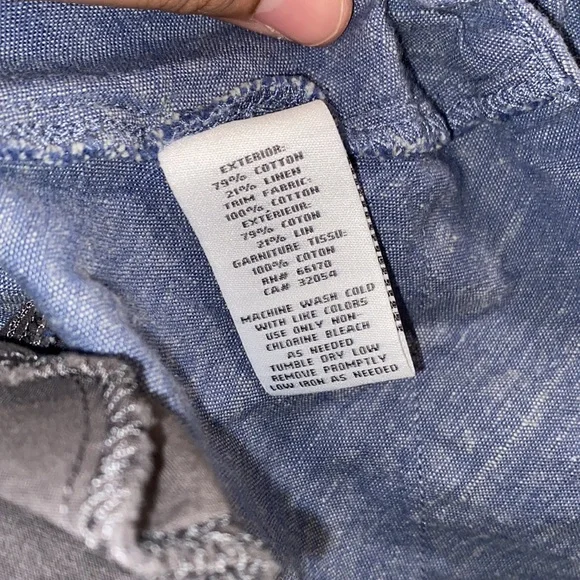 EXTERIOR:
79% COTTON
21% LINEN
TRIM FABRIC:
100% COTTON
EXTÉRIEUR:
79% COTON
21% LIN
GARNITURE TISSU:
100% COTON
RN# 66170
CA# 32054
MACHINE WASH COLD
WITH LIKE COLORS
USE ONLY NON-
CHLORINE BLEACH
AS NEEDED
TUMBLE DRY LOW
REMOVE PROMPTLY
LOW IRON AS NEEDED